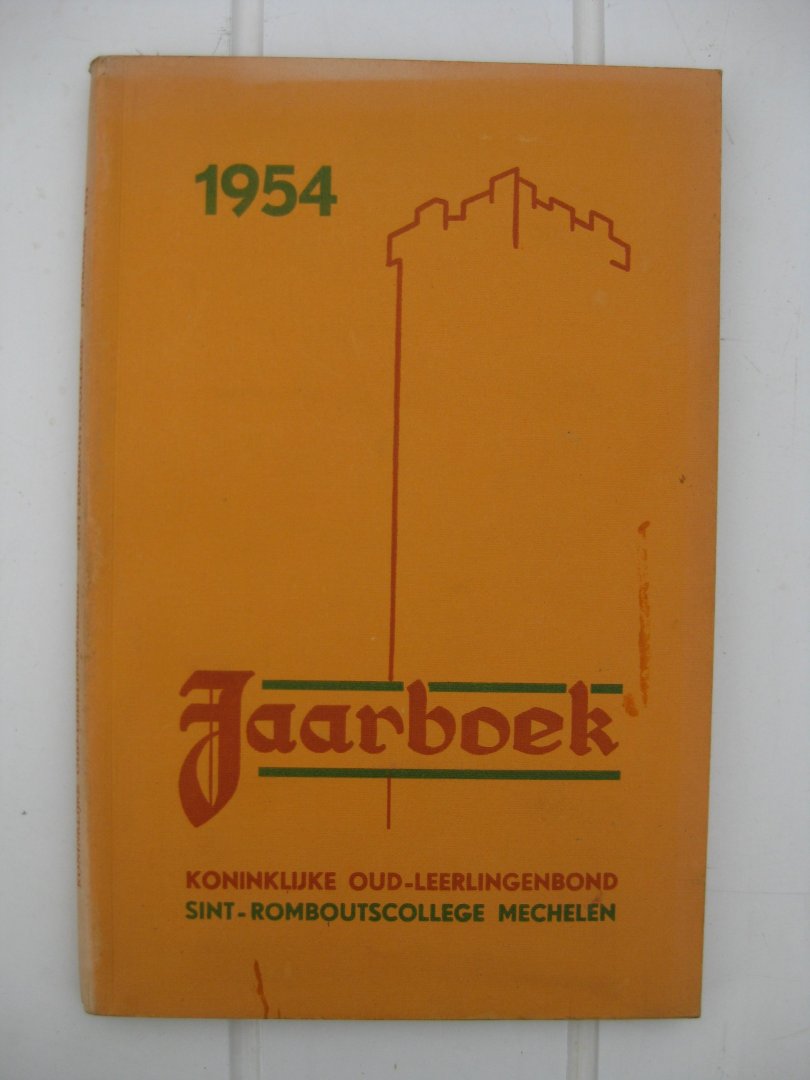 1954
Jaarboek
KONINKLIJKE OUD-LEERLINGENBOND
SINT-ROMBOUTSCOLLEGE MECHELEN